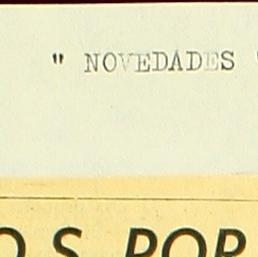 " NOVEDADES "
OS POR